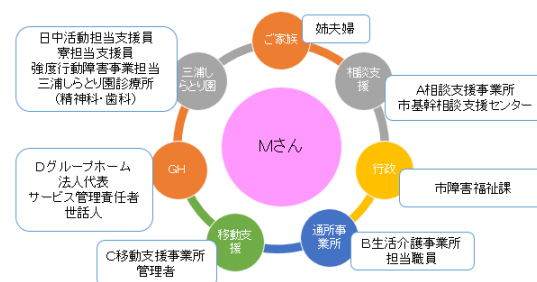 日中活動担当支援員
寮担当支援員
強度行動障害事業担当
三浦しらとり園診療所
(精神科・歯科)
ご家族
姉夫婦
三浦し
らとり園
相談支
援
A相談支援事業所
市基幹相談支援センター
Mさん
GH
Dグループホーム
法人代表
サービス管理責任者
世話人
行政
市障害福祉課
移動支
援
C移動支援事業所
管理者
通所事
業所
B生活介護事業所
担当職員